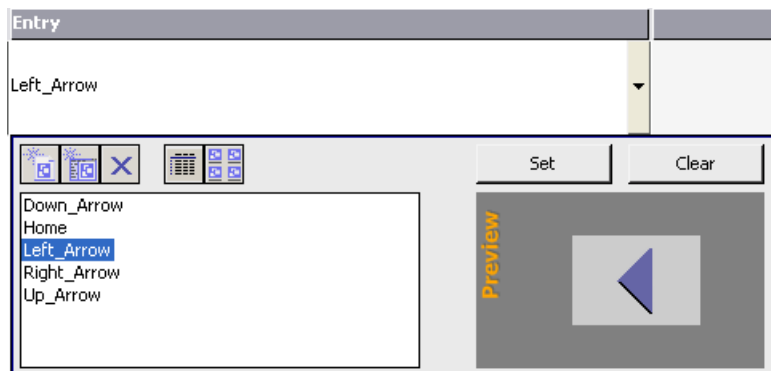 Entry
Left_Arrow
Set
Clear
Down_Arrow
Home
Left_Arrow
Right_Arrow
Up_Arrow
Preview